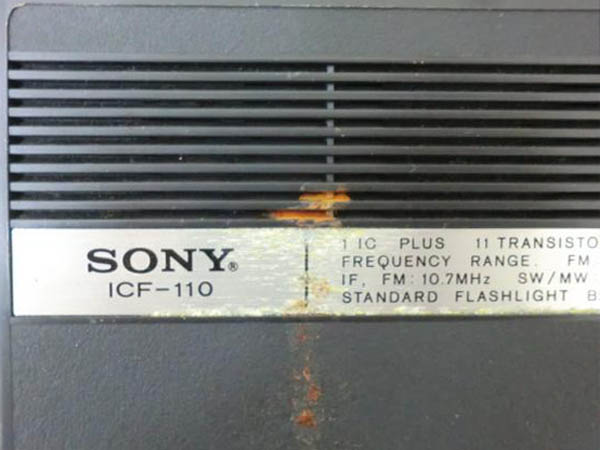 SONY®
ICF-110
1 IC PLUS 11 TRANSISTO
FREQUENCY RANGE. FM
IF, FM: 10.7MHz SW/MW
STANDARD FLASHLIGHT B